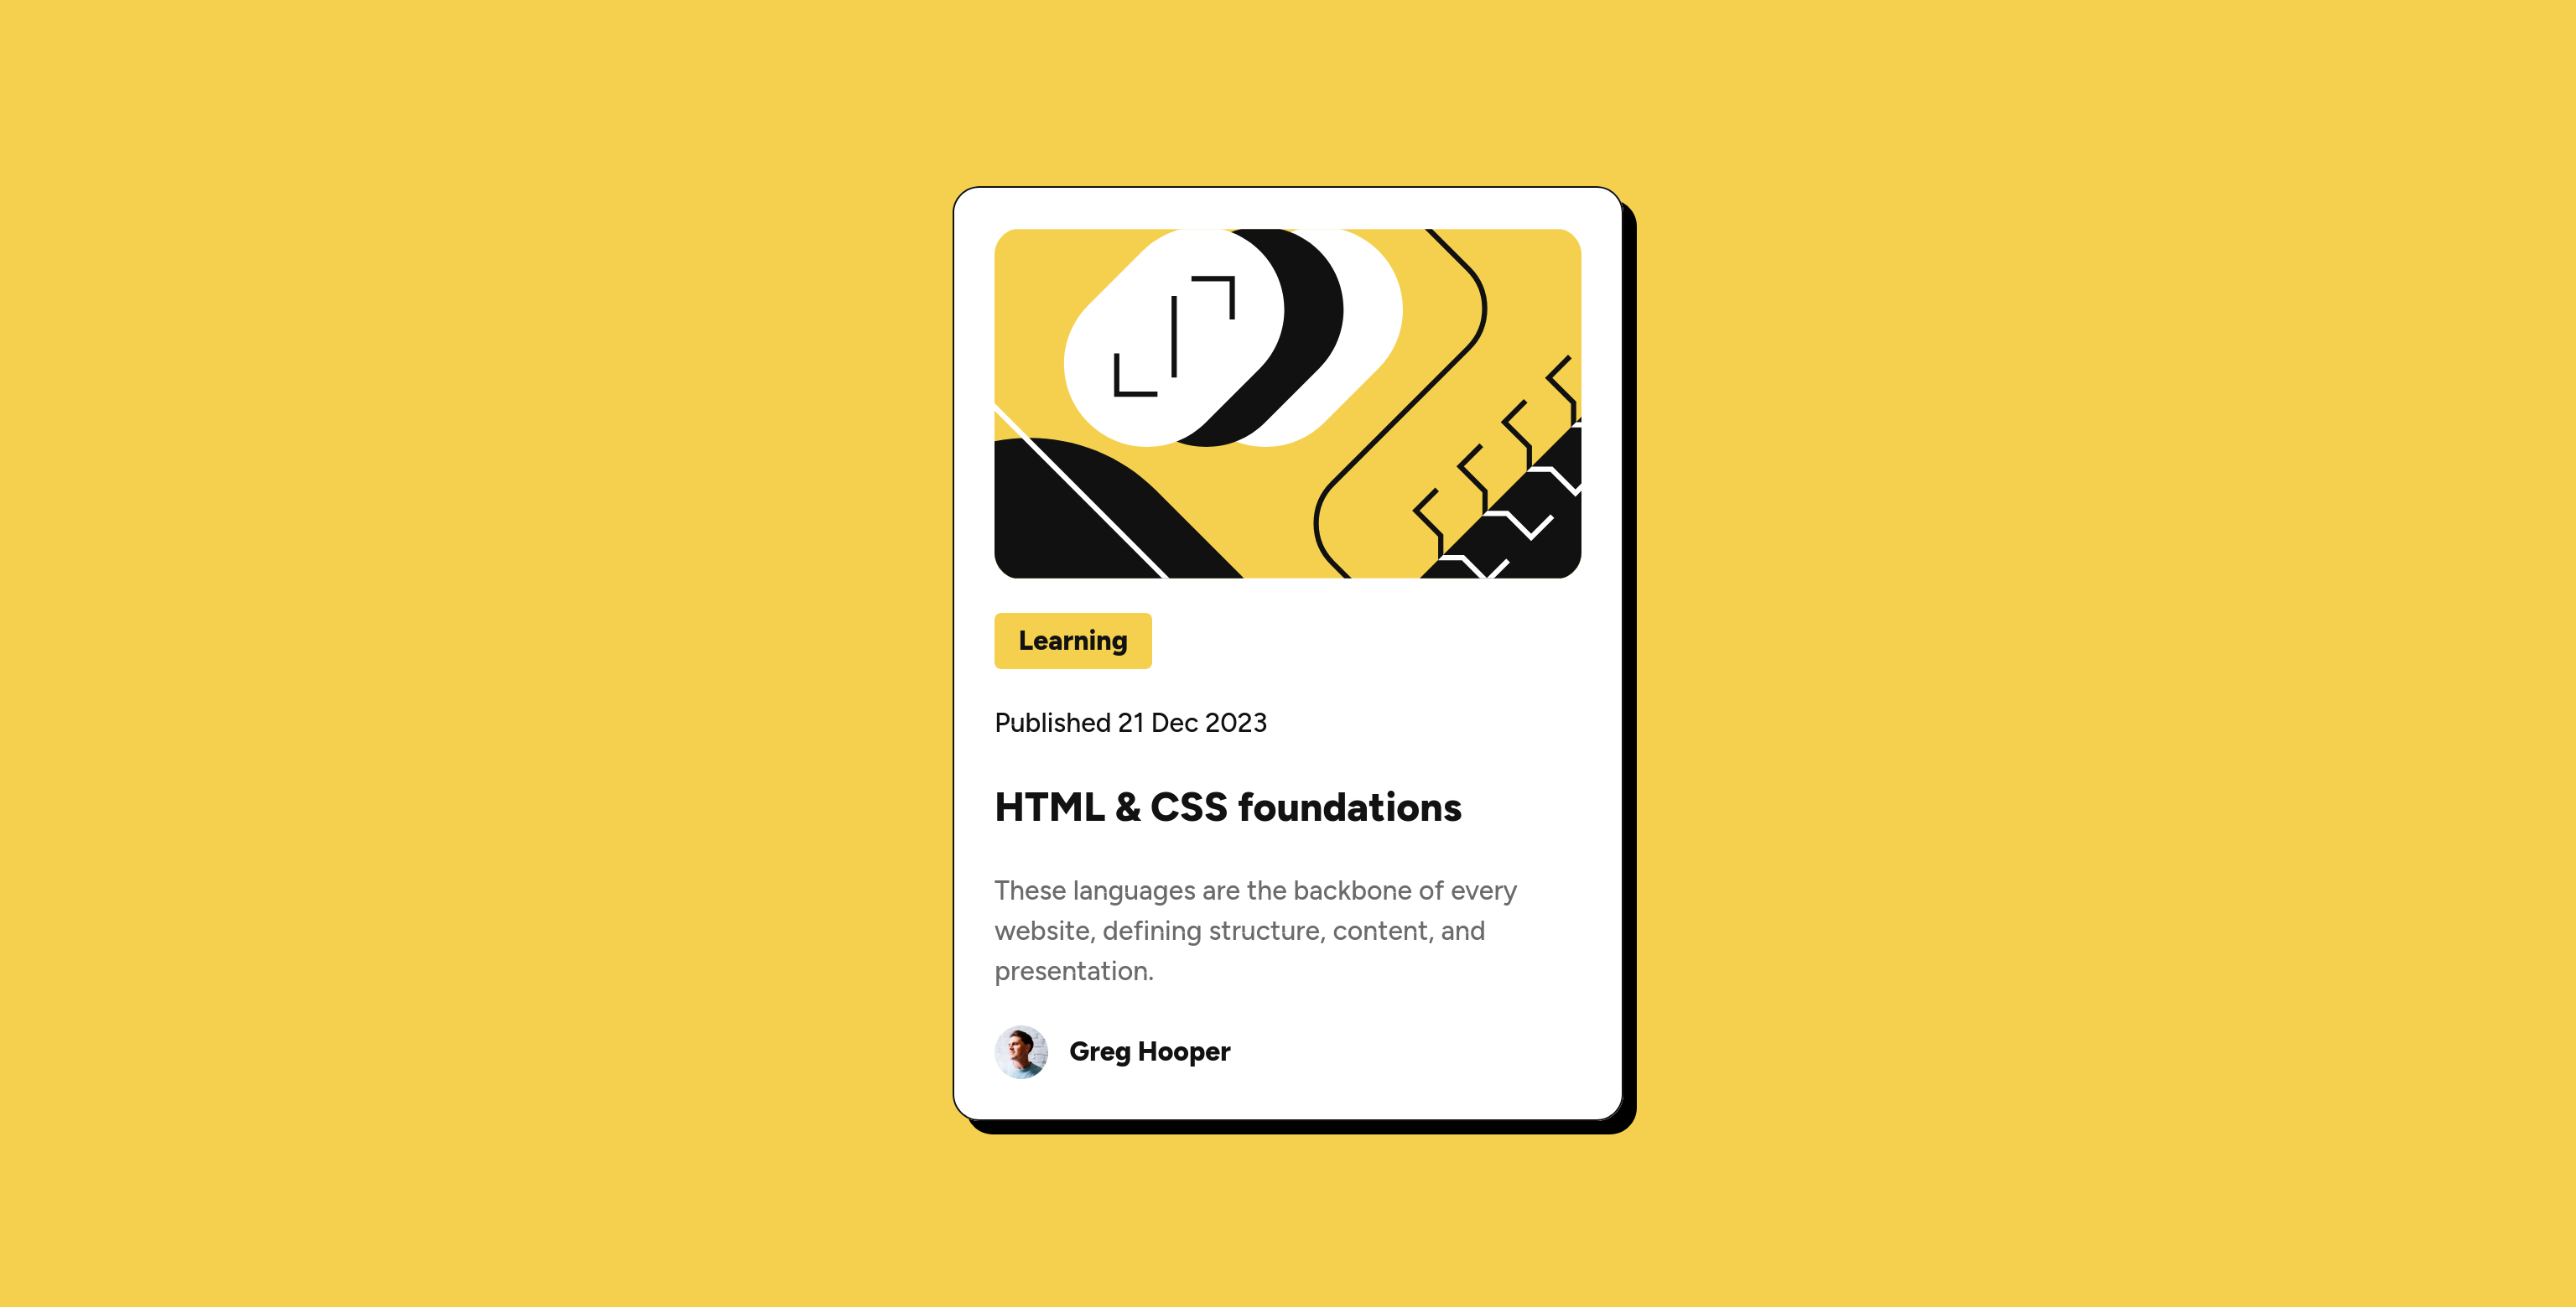 Learning
Published 21 Dec 2023
HTML & CSS foundations
These languages are the backbone of every
website, defining structure, content, and
presentation.
Greg Hooper